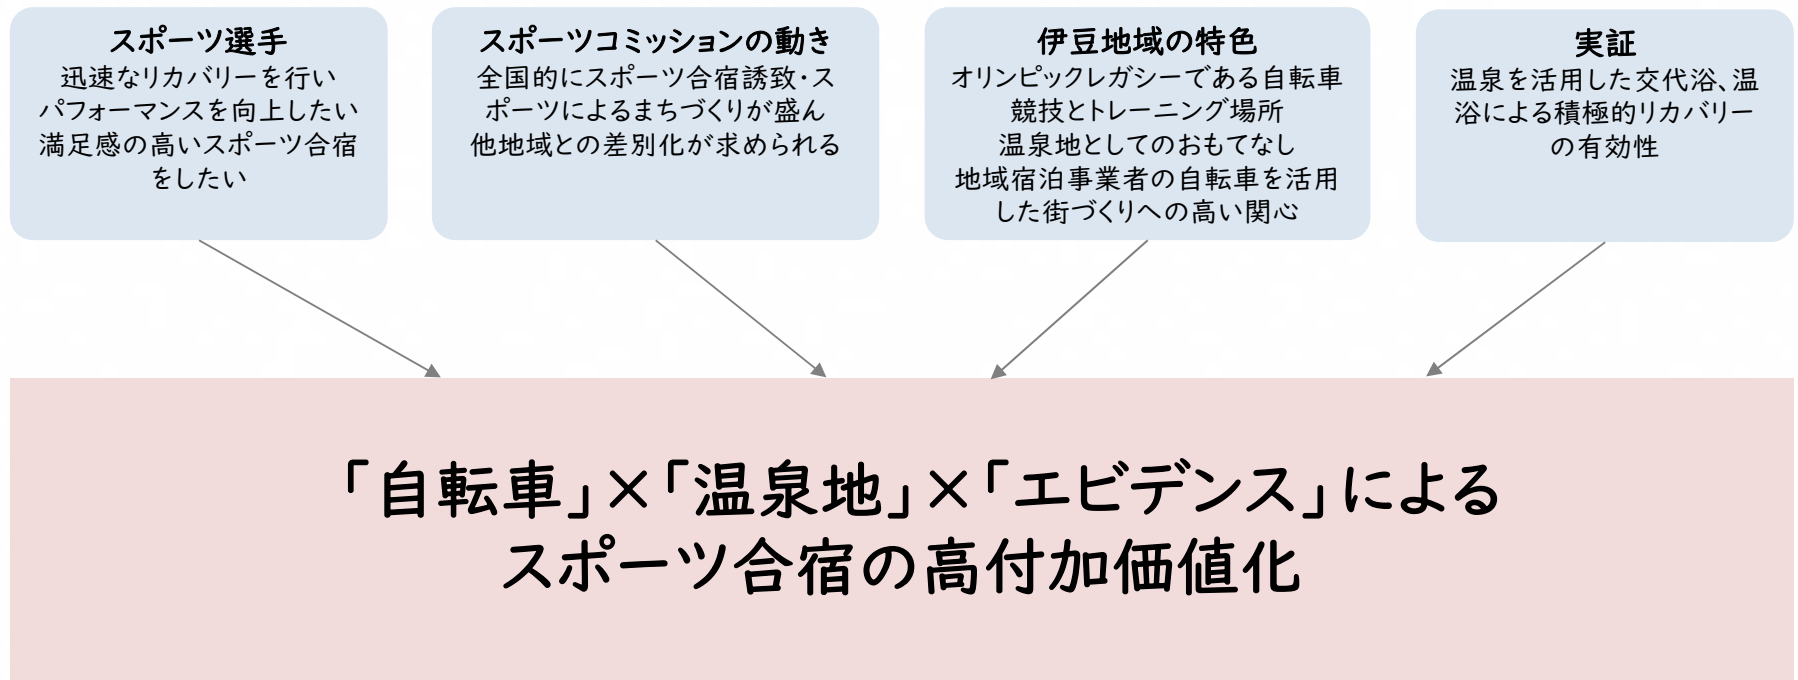 スポーツ選手
迅速なリカバリーを行い
パフォーマンスを向上したい
満足感の高いスポーツ合宿
をしたい
スポーツコミッションの動き
全国的にスポーツ合宿誘致・ス
ポーツによるまちづくりが盛ん
他地域との差別化が求められる
伊豆地域の特色
オリンピックレガシーである自転車
競技とトレーニング場所
温泉地としてのおもてなし
地域宿泊事業者の自転車を活用
した街づくりへの高い関心
実証
温泉を活用した交代浴、温
浴による積極的リカバリー
の有効性
「自転車」×「温泉地」×「エビデンス」による
スポーツ合宿の高付加価値化